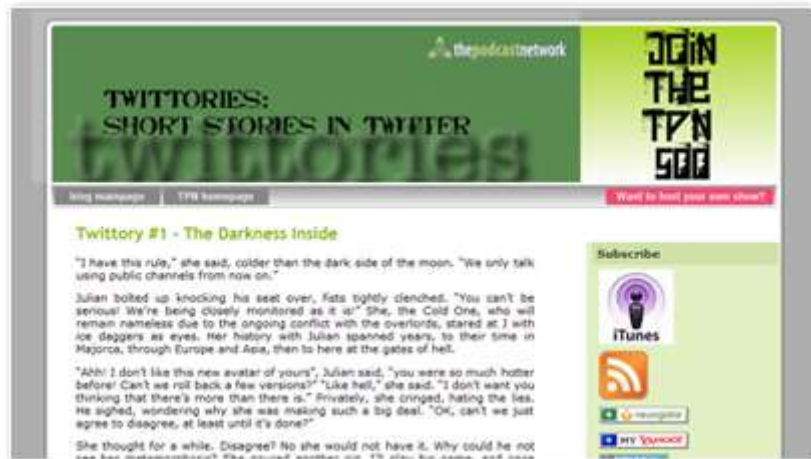 thepodcastnetwork
TWITTORIES:
SHORT STORIES IN TWITTER
twittories
JOIN
THE
TPN
500
blog mainpage
TPN homepage
Want to host your own show?
Twittory #1 - The Darkness Inside
"I have this rule," she said, colder than the dark side of the moon. "We only talk
using public channels from now on."
Julian bolted up knocking his seat over, fists tightly clenched. "You can't be
serious! We're being closely monitored as it is!" She, the Cold One, who will
remain nameless due to the ongoing conflict with the overlords, stared at J with
ice daggers as eyes. Her history with Julian spanned years, to their time in
Majorca, through Europe and Asia, then to here at the gates of hell.
"Ahh! I don't like this new avatar of yours", Julian said, "you were so much hotter
before! Can't we roll back a few versions?" "Like hell," she said. "I don't want you
thinking that there's more than there is." Privately, she cringed, hating the lies.
He sighed, wondering why she was making such a big deal. "OK, can't we just
agree to disagree, at least until it's done?"
She thought for a while. Disagree? No she would not have it. Why could he not
Subscribe
iTunes
newsgator
MY YAHOO!